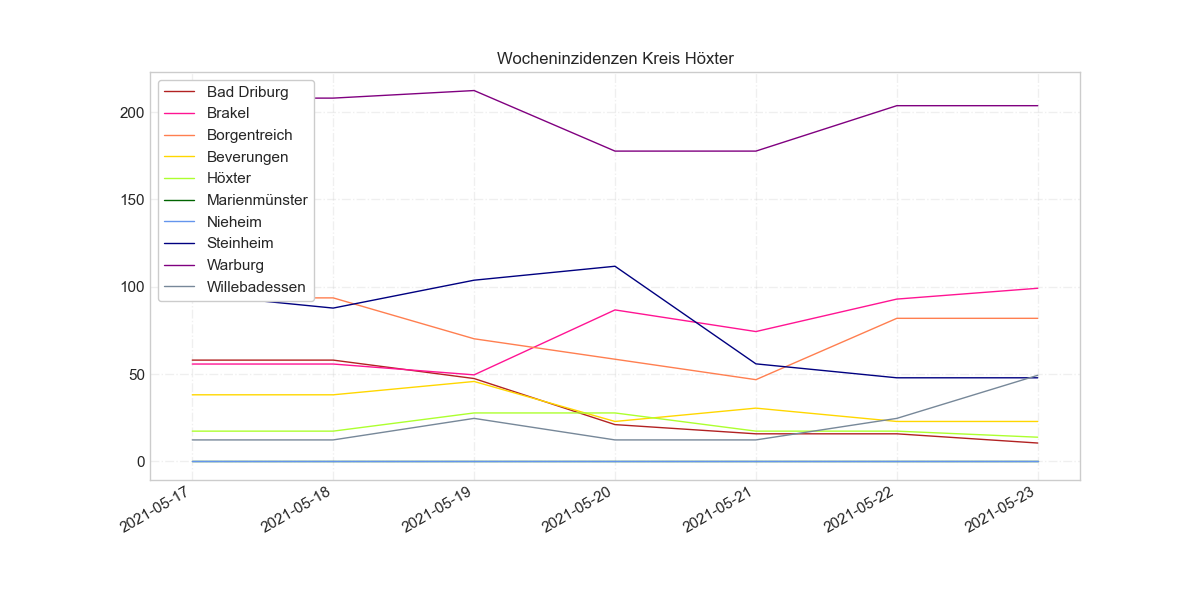 Wocheninzidenzen Kreis Höxter
Bad Driburg
Brakel
Borgentreich
Beverungen
Höxter
Marienmünster
Nieheim
Steinheim
Warburg
Willebadessen
200
150
100
50
0
2021-05-17
2021-05-18
2021-05-19
2021-05-20
2021-05-21
2021-05-22
2021-05-23